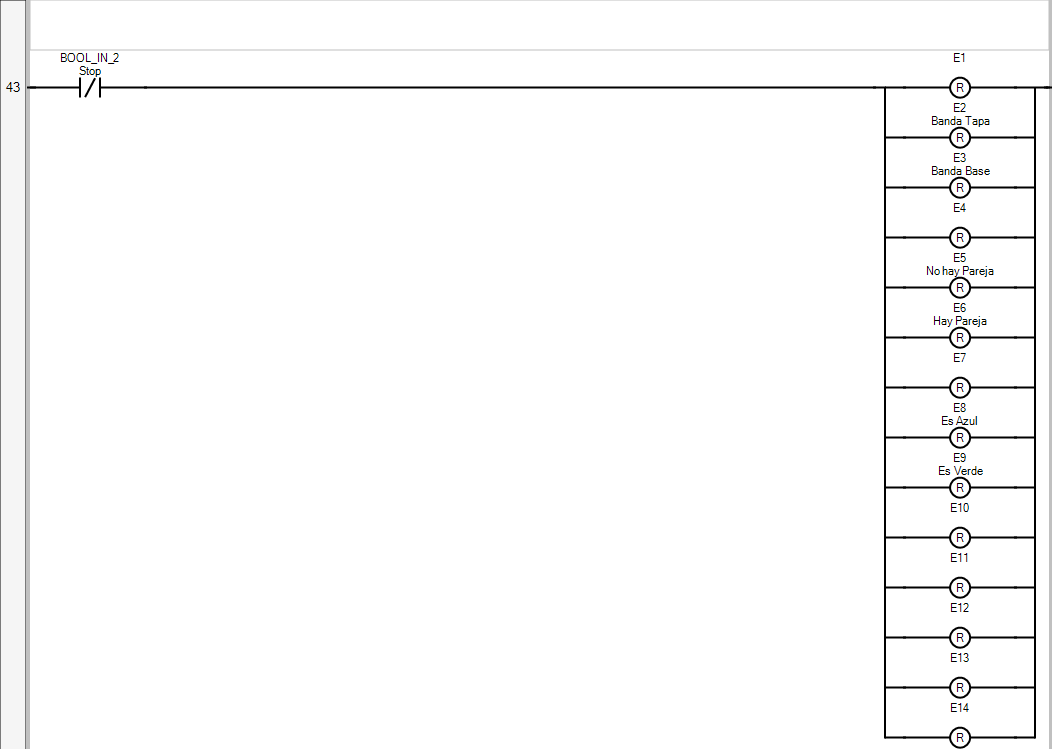 BOOL_IN_2
Stop
43
E1
R
E2
Banda Tapa
R
E3
Banda Base
R
E4
R
E5
No hay Pareja
R
E6
Hay Pareja
R
E7
R
E8
Es Azul
R
E9
Es Verde
R
E10
R
E11
R
E12
R
E13
R
E14
R